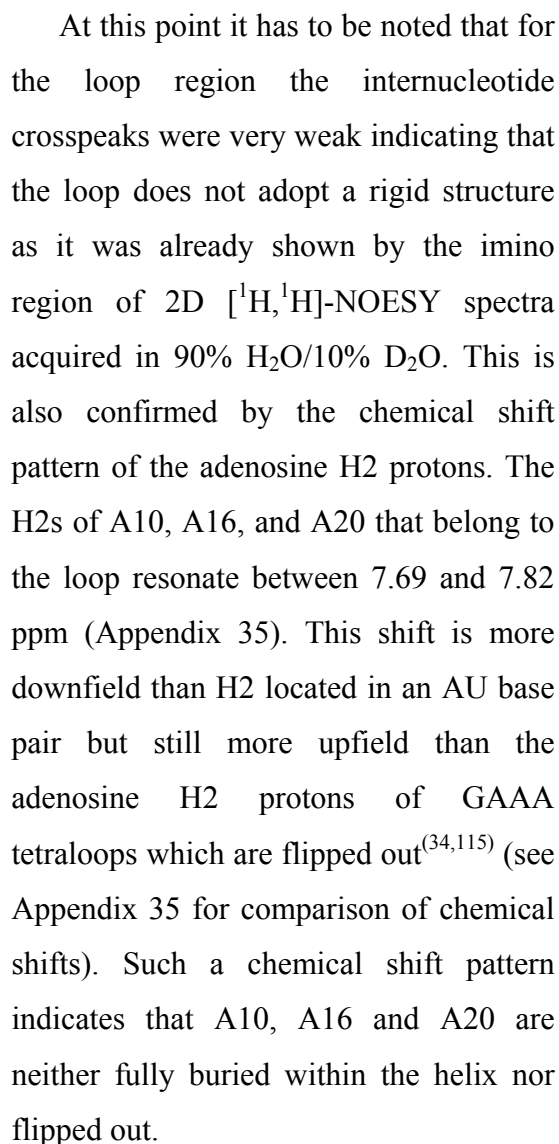 At this point it has to be noted that for
the loop region the internucleotide
crosspeaks were very weak indicating that
the loop does not adopt a rigid structure
as it was already shown by the imino
region of 2D [¹H,¹H]-NOESY spectra
acquired in 90% H₂O/10% D₂O. This is
also confirmed by the chemical shift
pattern of the adenosine H2 protons. The
H2s of A10, A16, and A20 that belong to
the loop resonate between 7.69 and 7.82
ppm (Appendix 35). This shift is more
downfield than H2 located in an AU base
pair but still more upfield than the
adenosine H2 protons of GAAA
tetraloops which are flipped out⁽³⁴,¹¹⁵⁾ (see
Appendix 35 for comparison of chemical
shifts). Such a chemical shift pattern
indicates that A10, A16 and A20 are
neither fully buried within the helix nor
flipped out.